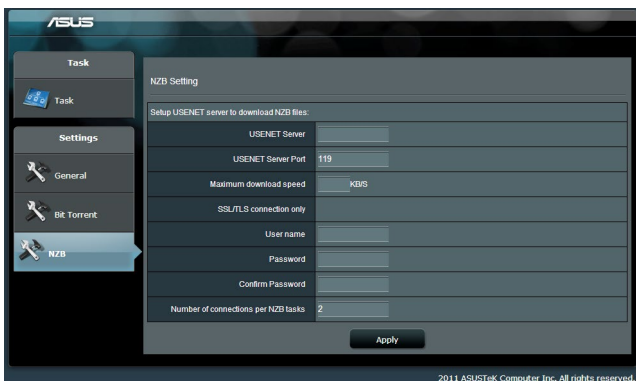 ASUS
Task
Task
Settings
General
Bit Torrent
NZB
NZB Setting
Setup USENET server to download NZB files:
USENET Server
USENET Server Port 119
Maximum download speed KB/S
SSL/TLS connection only
User name
Password
Confirm Password
Number of connections per NZB tasks 2
Apply
2011 ASUSTeK Computer Inc. All rights reserved.